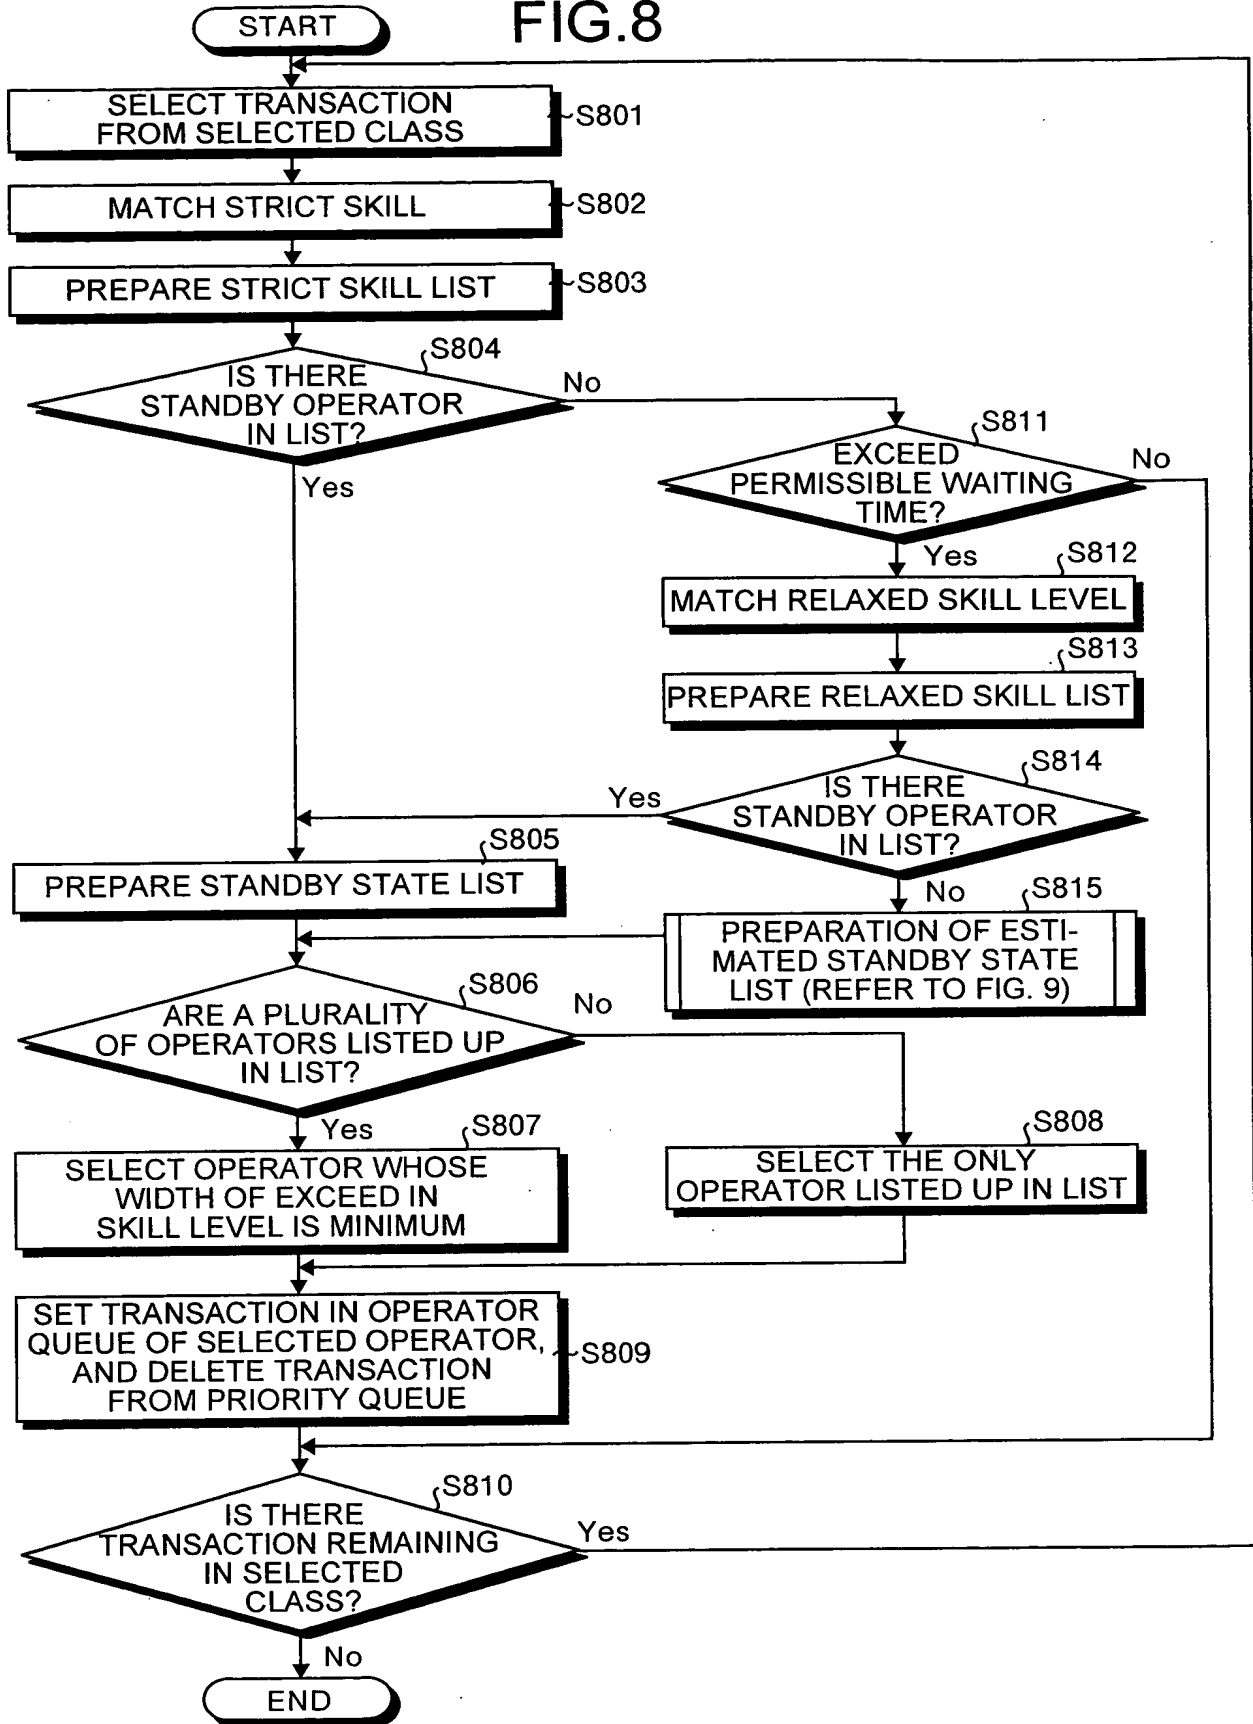 FIG.8
START
SELECT TRANSACTION
FROM SELECTED CLASS
S801
MATCH STRICT SKILL
S802
PREPARE STRICT SKILL LIST
S803
S804
IS THERE
STANDBY OPERATOR
IN LIST?
No
Yes
S811
EXCEED
PERMISSIBLE WAITING
TIME?
No
Yes
S812
MATCH RELAXED SKILL LEVEL
S813
PREPARE RELAXED SKILL LIST
S814
IS THERE
STANDBY OPERATOR
IN LIST?
Yes
No
S805
PREPARE STANDBY STATE LIST
S815
PREPARATION OF ESTI-
MATED STANDBY STATE
LIST (REFER TO FIG. 9)
S806
ARE A PLURALITY
OF OPERATORS LISTED UP
IN LIST?
No
Yes
S807
SELECT OPERATOR WHOSE
WIDTH OF EXCEED IN
SKILL LEVEL IS MINIMUM
S808
SELECT THE ONLY
OPERATOR LISTED UP IN LIST
SET TRANSACTION IN OPERATOR
QUEUE OF SELECTED OPERATOR,
AND DELETE TRANSACTION
FROM PRIORITY QUEUE
S809
S810
IS THERE
TRANSACTION REMAINING
IN SELECTED
CLASS?
Yes
No
END